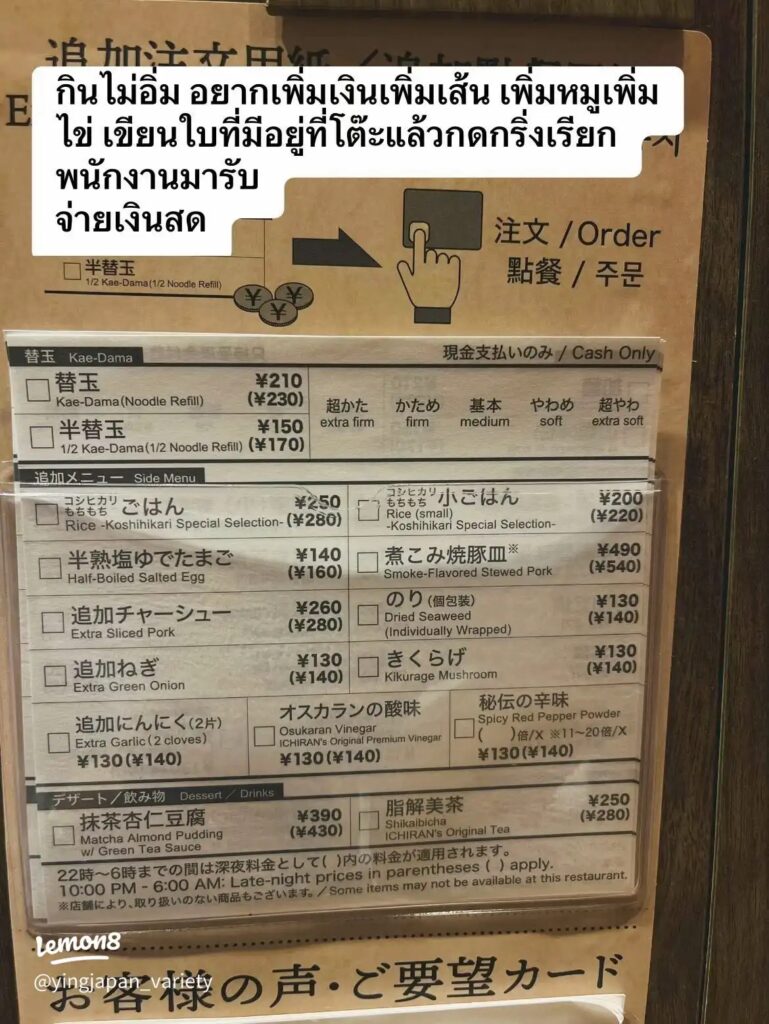 追加注文用紙 /
กินไม่อิ่ม อยากเพิ่มเงินเพิ่มเส้น เพิ่มหมูเพิ่ม
ไข่ เขียนใบที่มีอยู่ที่โต๊ะแล้วกดกริ่งเรียก
พนักงานมารับ
จ่ายเงินสด
注文 / Order
點餐 / 주문
半替玉
1/2 Kae-Dama (1/2 Noodle Refill)
¥ ¥ ¥
替玉 Kae-Dama 現金支払いのみ / Cash Only
替玉 ¥210
Kae-Dama (Noodle Refill) (¥230)
半替玉 ¥150
1/2 Kae-Dama (1/2 Noodle Refill) (¥170)
超かた かため 基本 やわめ 超やわ
extra firm firm medium soft extra soft
追加メニュー Side Menu
コシヒカリ もちもち ごはん ¥250
Rice -Koshihikari Special Selection- (¥280)
コシヒカリ もちもち 小ごはん ¥200
Rice (small) (¥220)
-Koshihikari Special Selection-
半熟塩ゆでたまご ¥140
Half-Boiled Salted Egg (¥160)
煮こみ焼豚皿※ ¥490
Smoke-Flavored Stewed Pork (¥540)
追加チャーシュー ¥260
Extra Sliced Pork (¥280)
のり (個包装) ¥130
Dried Seaweed (¥140)
(Individually Wrapped)
追加ねぎ ¥130
Extra Green Onion (¥140)
きくらげ ¥130
Kikurage Mushroom (¥140)
追加にんにく (2片)
Extra Garlic (2 cloves)
¥130 (¥140)
オスカランの酸味
Osukaran Vinegar
ICHIRAN's Original Premium Vinegar
¥130 (¥140)
秘伝の辛味
Spicy Red Pepper Powder
( )倍/X ※11～20倍/X
¥130 (¥140)
デザート／飲み物 Dessert / Drinks
抹茶杏仁豆腐 ¥390
Matcha Almond Pudding (¥430)
w/ Green Tea Sauce
脂解美茶 ¥250
Shikaibicha (¥280)
ICHIRAN's Original Tea
22時～6時までの間は深夜料金として( )内の料金が適用されます。
10:00 PM - 6:00 AM: Late-night prices in parentheses ( ) apply.
※店舗により、取り扱いのない商品もございます。／Some items may not be available at this restaurant.
lemon8
@yingjapan_variety
お客様の声・ご要望カード